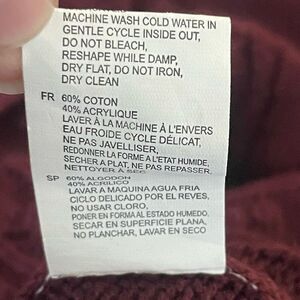 MACHINE WASH COLD WATER IN
GENTLE CYCLE INSIDE OUT,
DO NOT BLEACH,
RESHAPE WHILE DAMP,
DRY FLAT, DO NOT IRON,
DRY CLEAN
FR 60% COTON
40% ACRYLIQUE
LAVER À LA MACHINE À L'ENVERS
EAU FROIDE CYCLE DÉLICAT,
NE PAS JAVELLISER,
REDONNER LA FORME A L'ETAT HUMIDE,
SECHER A PLAT, NE PAS REPASSER,
NETTOYER A SEC
SP 60% ALGODON
40% ACRILICO
LAVAR A MAQUINA AGUA FRIA
CICLO DELICADO POR EL REVES,
NO USAR CLORO,
PONER EN FORMA AL ESTADO HUMEDO,
SECAR EN SUPERFICIE PLANA,
NO PLANCHAR, LAVAR EN SECO